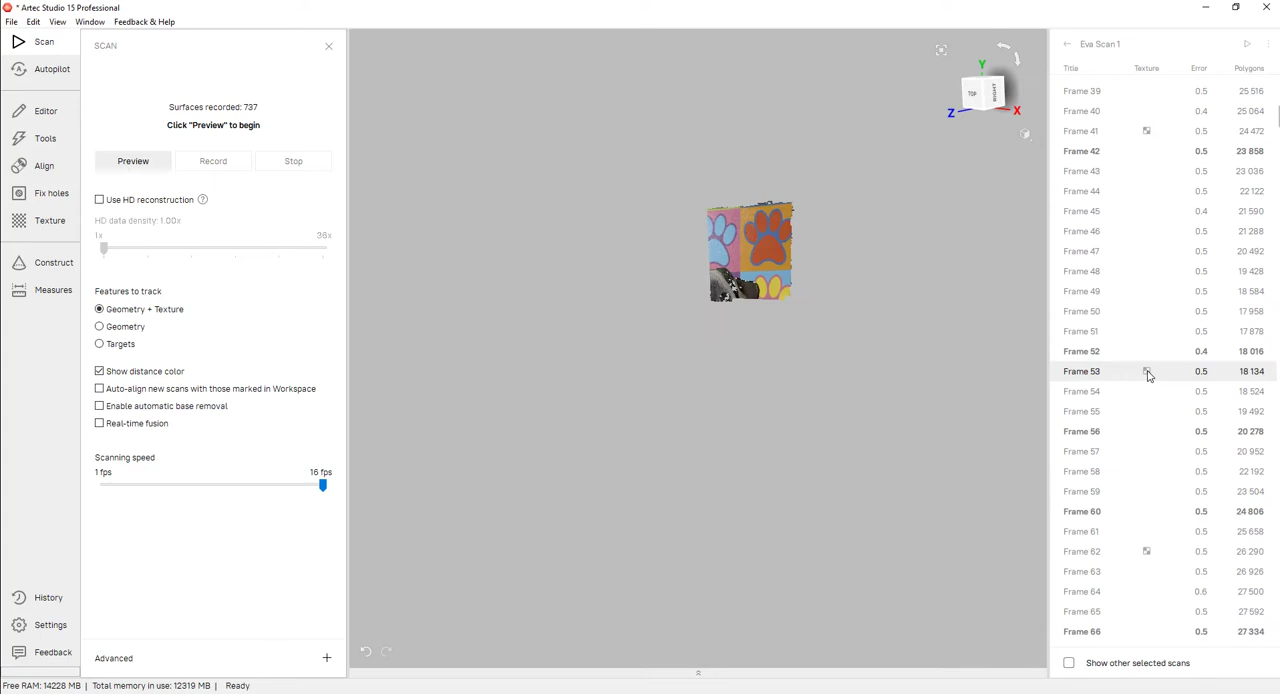 * Artec Studio 15 Professional
File Edit View Window Feedback & Help
Scan
Autopilot
Editor
Tools
Align
Fix holes
Texture
Construct
Measures
History
Settings
Feedback
SCAN
Surfaces recorded: 737
Click "Preview" to begin
Preview Record Stop
Use HD reconstruction ?
HD data density: 1.00x
1x 36x
Features to track
Geometry + Texture
Geometry
Targets
Show distance color
Auto-align new scans with those marked in Workspace
Enable automatic base removal
Real-time fusion
Scanning speed
1 fps 16 fps
Advanced +
Y
TOP RIGHT
Z X
Eva Scan 1
Title Texture Error Polygons
Frame 39 0.5 25 516
Frame 40 0.4 25 064
Frame 41 0.5 24 472
Frame 42 0.5 23 858
Frame 43 0.5 23 036
Frame 44 0.5 22 122
Frame 45 0.4 21 590
Frame 46 0.5 21 288
Frame 47 0.5 20 492
Frame 48 0.5 19 428
Frame 49 0.5 18 584
Frame 50 0.5 17 958
Frame 51 0.5 17 878
Frame 52 0.4 18 016
Frame 53 0.5 18 134
Frame 54 0.5 18 524
Frame 55 0.5 19 492
Frame 56 0.5 20 278
Frame 57 0.5 20 952
Frame 58 0.5 22 192
Frame 59 0.5 23 504
Frame 60 0.5 24 806
Frame 61 0.5 25 658
Frame 62 0.5 26 290
Frame 63 0.5 26 926
Frame 64 0.6 27 500
Frame 65 0.5 27 592
Frame 66 0.5 27 334
Show other selected scans
Free RAM: 14228 MB | Total memory in use: 12319 MB | Ready